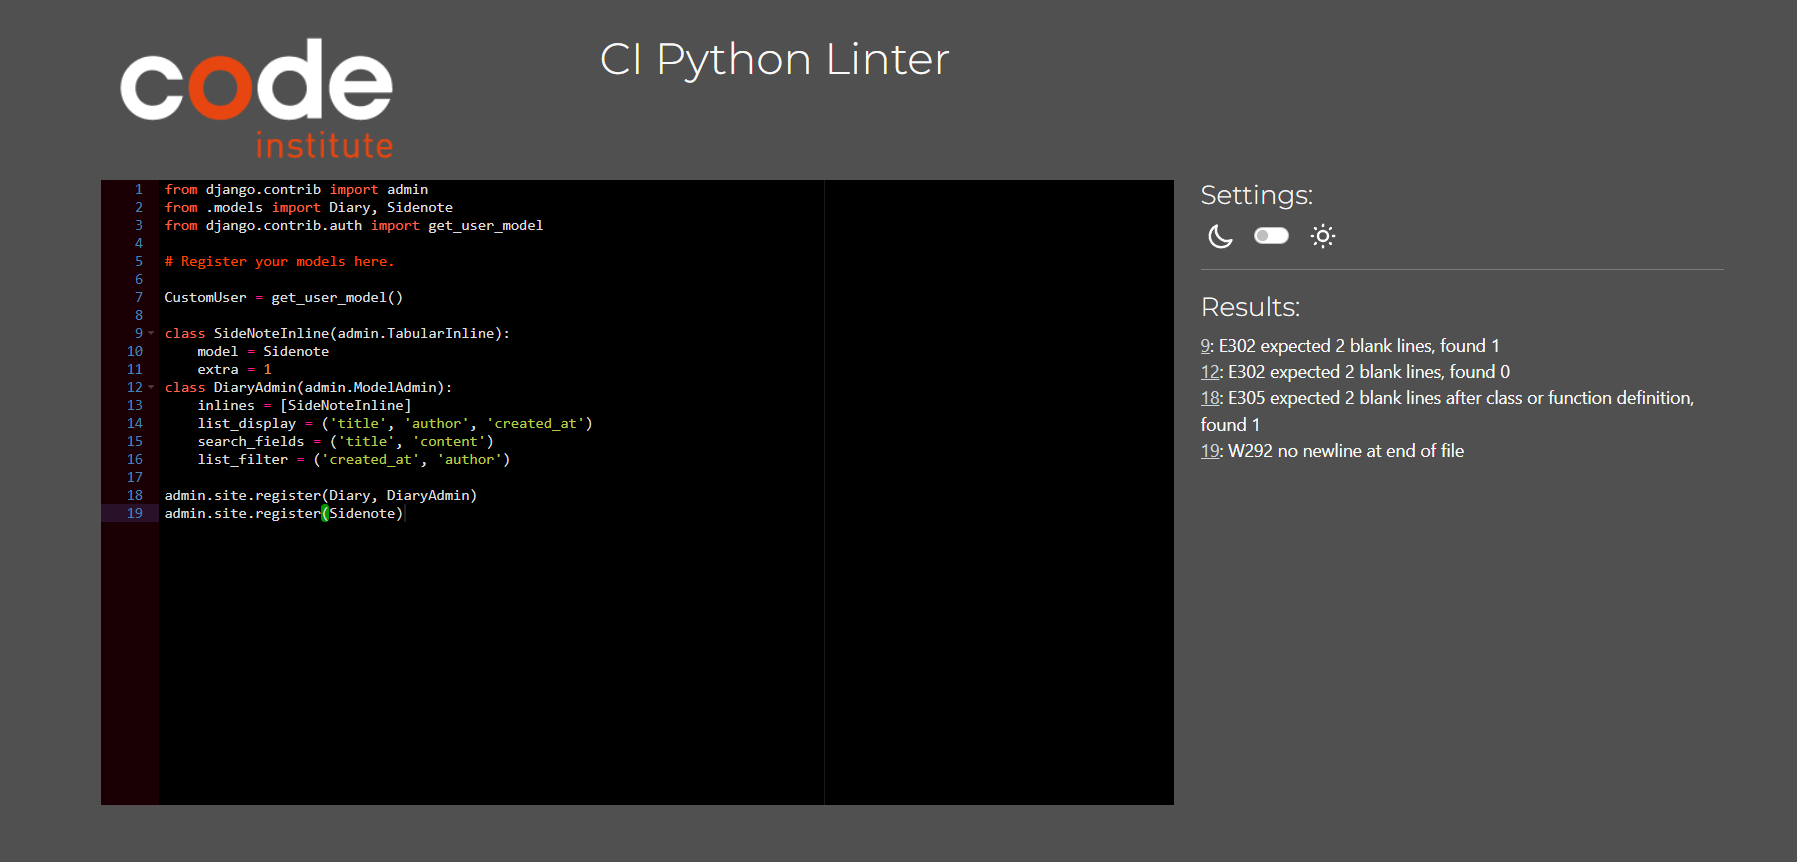 code
institute
CI Python Linter
1 from django.contrib import admin
2 from .models import Diary, Sidenote
3 from django.contrib.auth import get_user_model
4
5 # Register your models here.
6
7 CustomUser = get_user_model()
8
9 class SideNoteInline(admin.TabularInline):
10     model = Sidenote
11     extra = 1
12 class DiaryAdmin(admin.ModelAdmin):
13     inlines = [SideNoteInline]
14     list_display = ('title', 'author', 'created_at')
15     search_fields = ('title', 'content')
16     list_filter = ('created_at', 'author')
17
18 admin.site.register(Diary, DiaryAdmin)
19 admin.site.register(Sidenote)
Settings:
Results:
9: E302 expected 2 blank lines, found 1
12: E302 expected 2 blank lines, found 0
18: E305 expected 2 blank lines after class or function definition,
found 1
19: W292 no newline at end of file